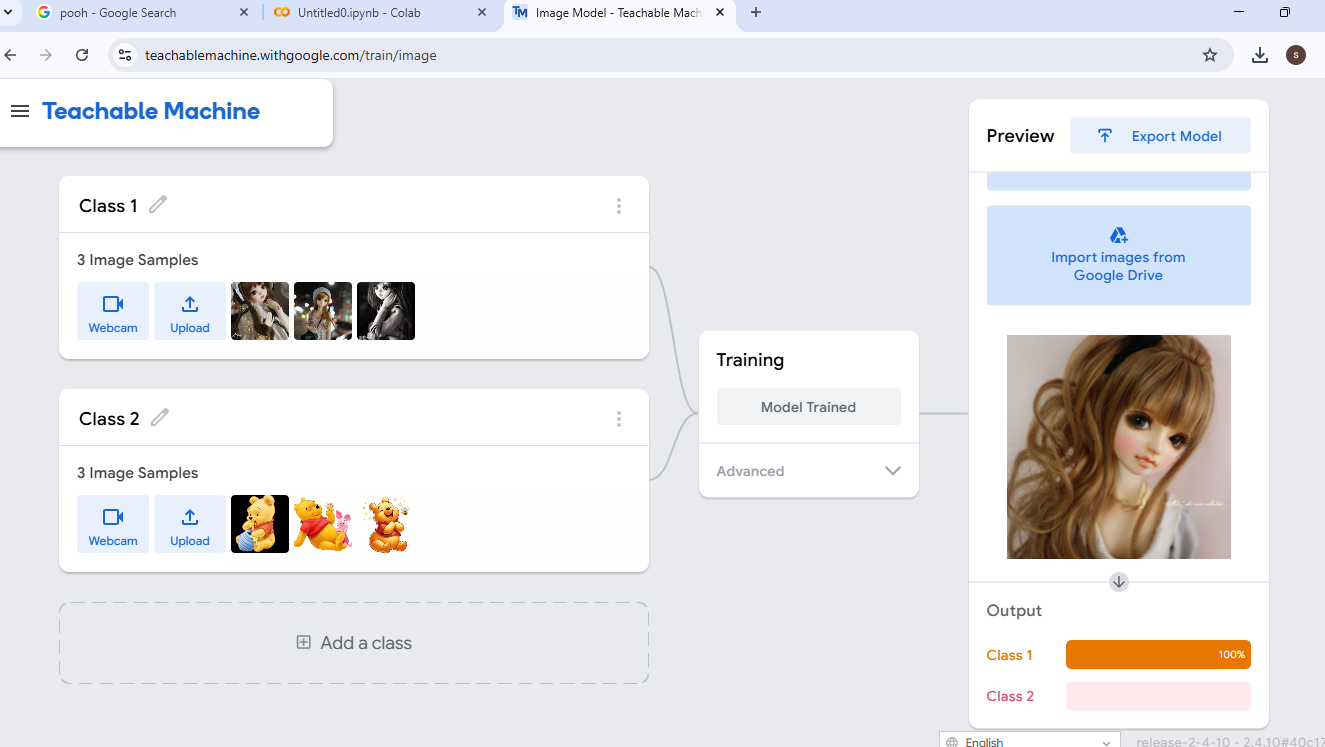 pooh - Google Search
Untitled0.ipynb - Colab
TM
Image Model - Teachable Mach
teachablemachine.withgoogle.com/train/image
S
Teachable Machine
Class 1
3 Image Samples
Webcam
Upload
Class 2
3 Image Samples
Webcam
Upload
Add a class
Training
Model Trained
Advanced
Preview
Export Model
Import images from
Google Drive
Output
Class 1
100%
Class 2
English
release-2-4-10 - 2.4.10#40c17